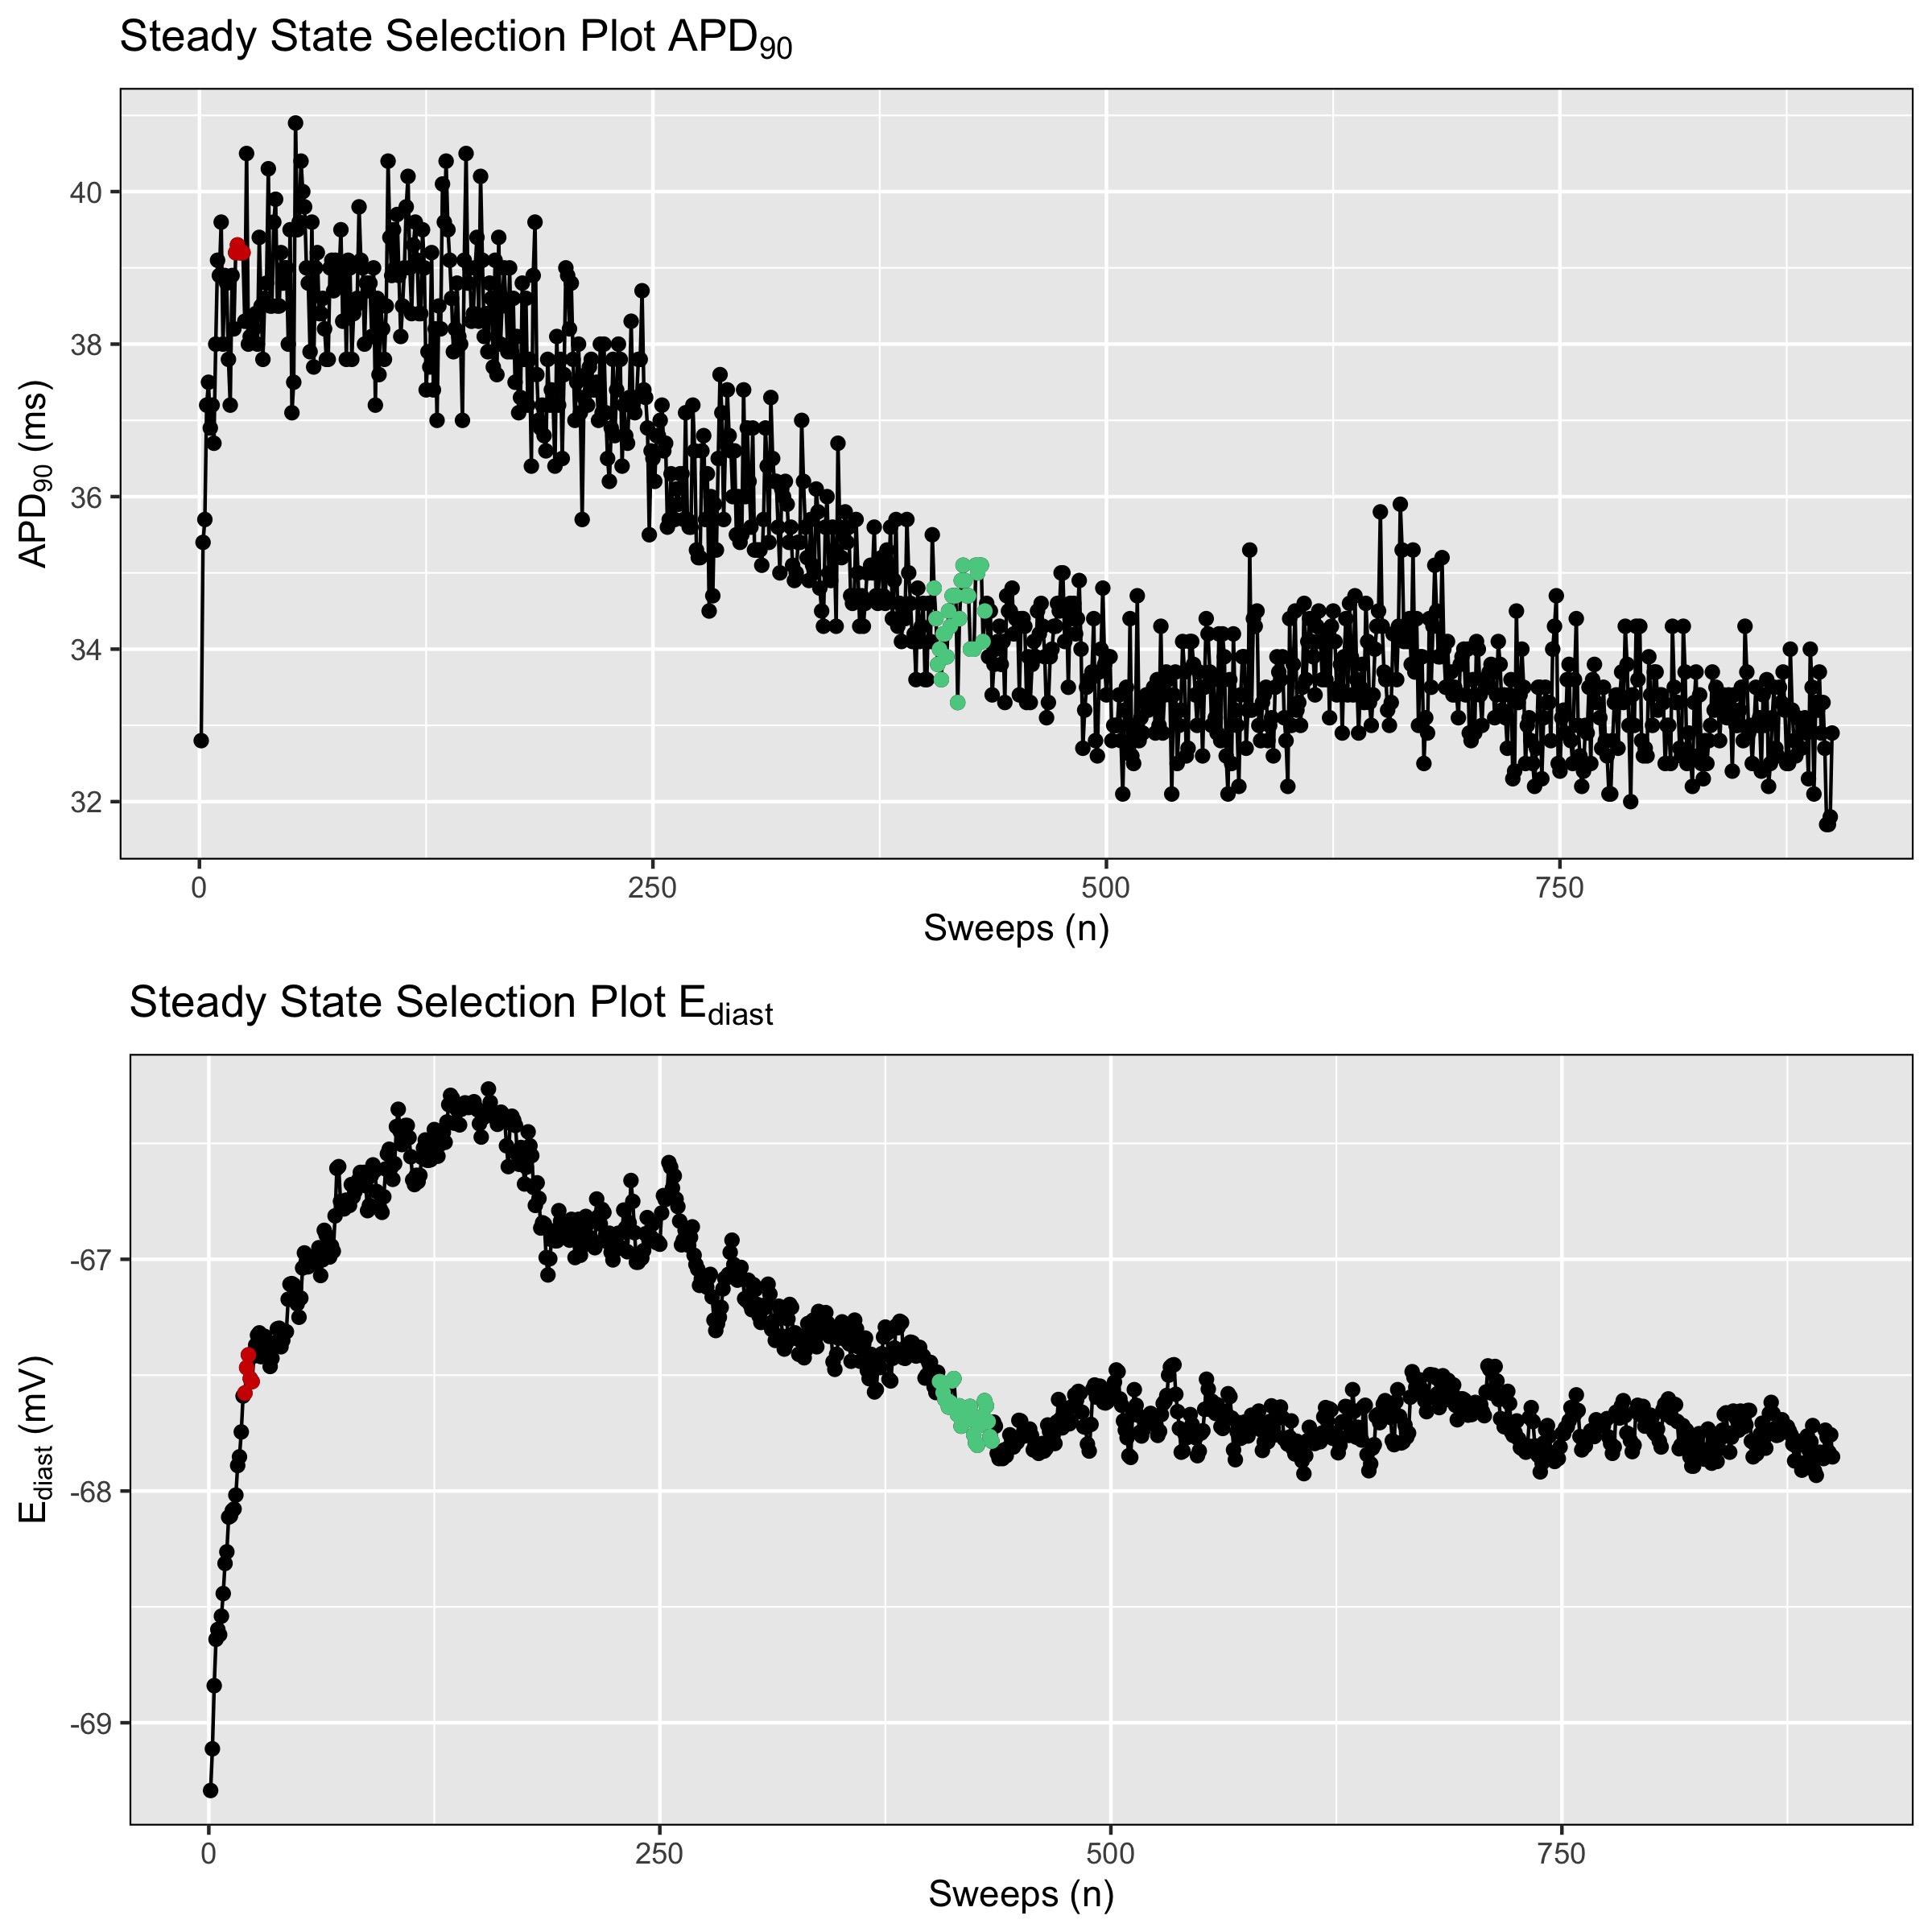 Steady State Selection Plot APD90
40
38
36
34
32
APD90 (ms)
0 250 500 750
Sweeps (n)
Steady State Selection Plot Ediast
-67
-68
-69
Ediast (mV)
0 250 500 750
Sweeps (n)